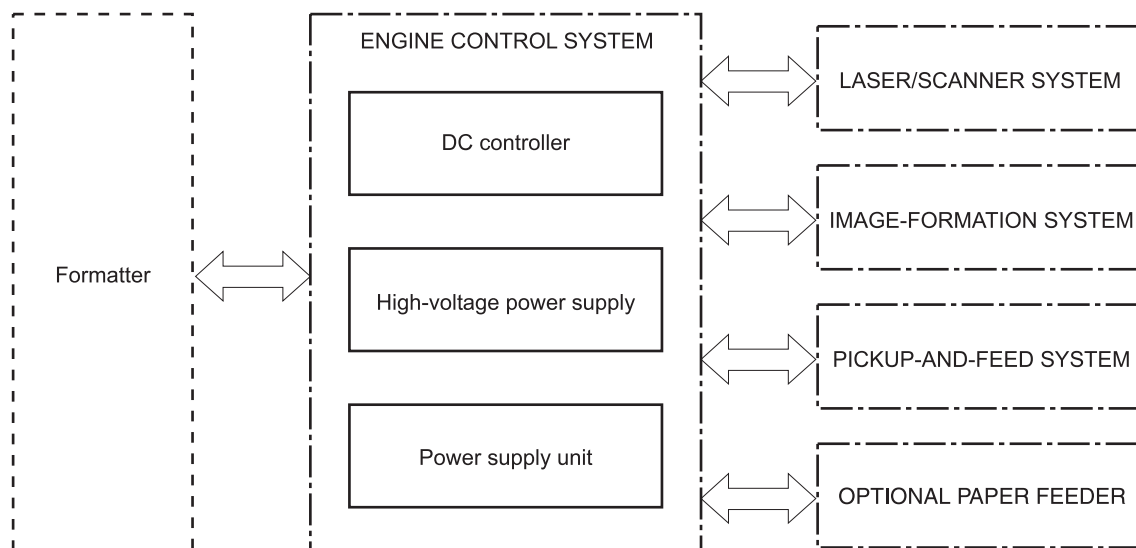 ENGINE CONTROL SYSTEM
DC controller
High-voltage power supply
Power supply unit
Formatter
LASER/SCANNER SYSTEM
IMAGE-FORMATION SYSTEM
PICKUP-AND-FEED SYSTEM
OPTIONAL PAPER FEEDER